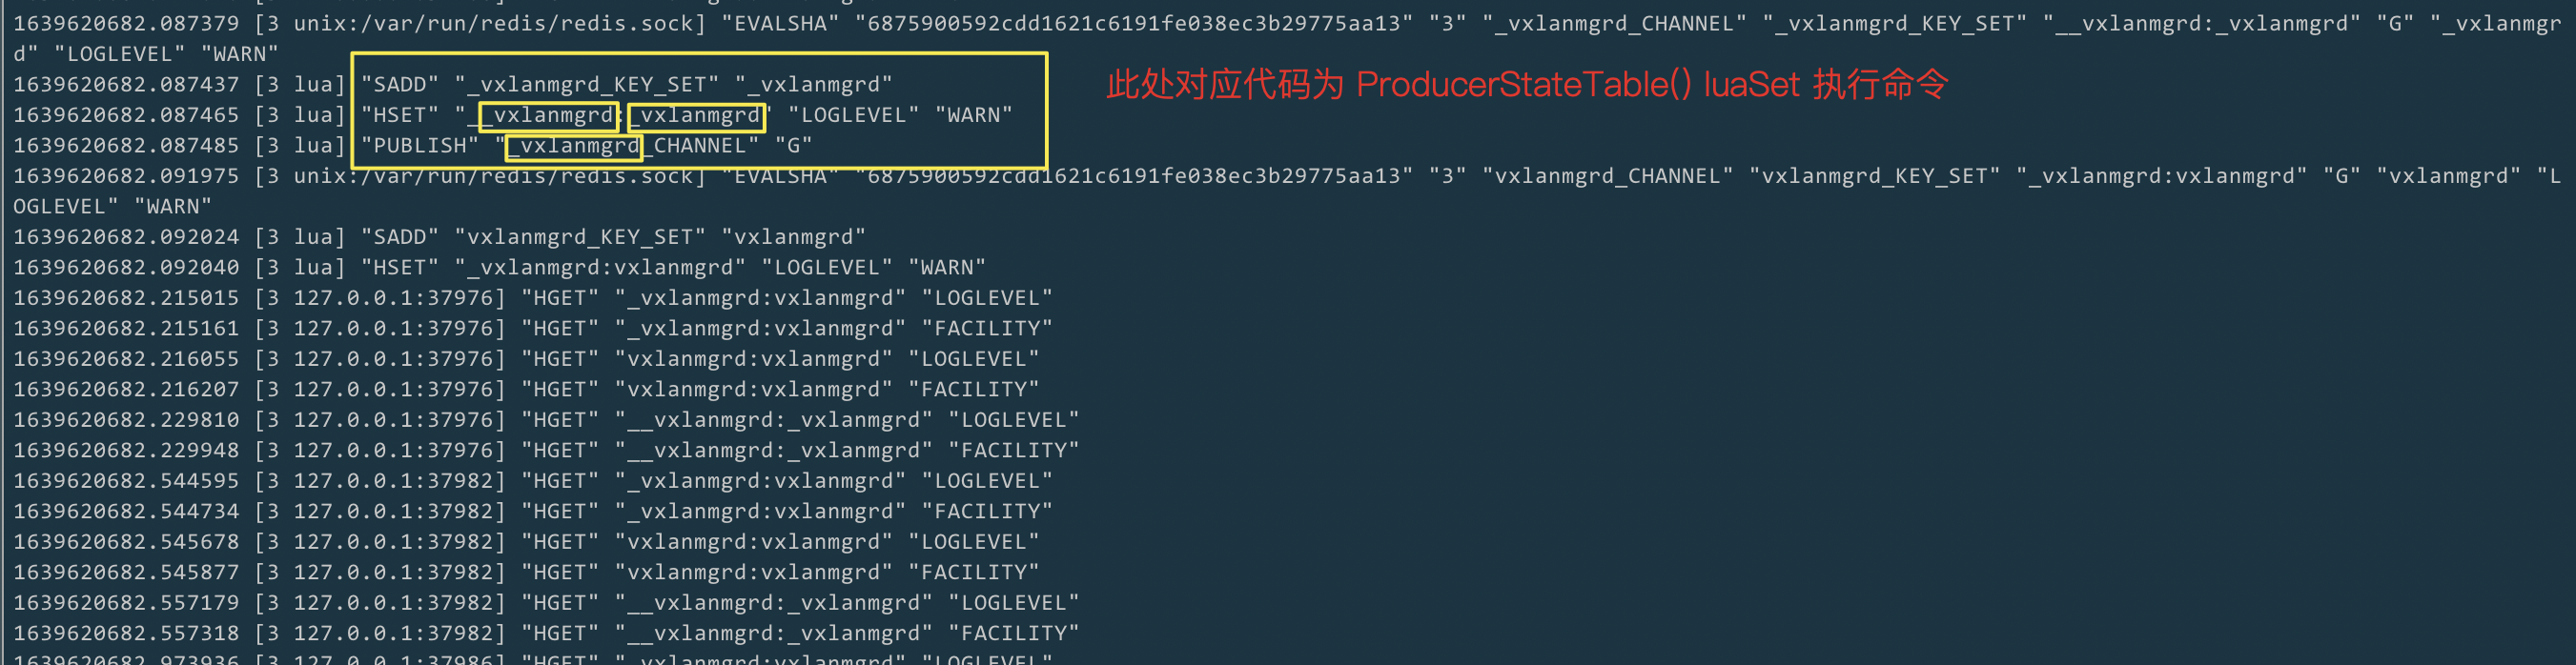 1639620682.087379 [3 unix:/var/run/redis/redis.sock] "EVALSHA" "6875900592cdd1621c6191fe038ec3b29775aa13" "3" "_vxlanmgrd_CHANNEL" "_vxlanmgrd_KEY_SET" "__vxlanmgrd:_vxlanmgrd" "G" "_vxlanmgr
d" "LOGLEVEL" "WARN"
1639620682.087437 [3 lua] "SADD" "_vxlanmgrd_KEY_SET" "_vxlanmgrd"
此处对应代码为 ProducerStateTable() luaSet 执行命令
1639620682.087465 [3 lua] "HSET" "__vxlanmgrd:_vxlanmgrd" "LOGLEVEL" "WARN"
1639620682.087485 [3 lua] "PUBLISH" "_vxlanmgrd_CHANNEL" "G"
1639620682.091975 [3 unix:/var/run/redis/redis.sock] "EVALSHA" "6875900592cdd1621c6191fe038ec3b29775aa13" "3" "vxlanmgrd_CHANNEL" "vxlanmgrd_KEY_SET" "_vxlanmgrd:vxlanmgrd" "G" "vxlanmgrd" "L
OGLEVEL" "WARN"
1639620682.092024 [3 lua] "SADD" "vxlanmgrd_KEY_SET" "vxlanmgrd"
1639620682.092040 [3 lua] "HSET" "_vxlanmgrd:vxlanmgrd" "LOGLEVEL" "WARN"
1639620682.215015 [3 127.0.0.1:37976] "HGET" "_vxlanmgrd:vxlanmgrd" "LOGLEVEL"
1639620682.215161 [3 127.0.0.1:37976] "HGET" "_vxlanmgrd:vxlanmgrd" "FACILITY"
1639620682.216055 [3 127.0.0.1:37976] "HGET" "vxlanmgrd:vxlanmgrd" "LOGLEVEL"
1639620682.216207 [3 127.0.0.1:37976] "HGET" "vxlanmgrd:vxlanmgrd" "FACILITY"
1639620682.229810 [3 127.0.0.1:37976] "HGET" "__vxlanmgrd:_vxlanmgrd" "LOGLEVEL"
1639620682.229948 [3 127.0.0.1:37976] "HGET" "__vxlanmgrd:_vxlanmgrd" "FACILITY"
1639620682.544595 [3 127.0.0.1:37982] "HGET" "_vxlanmgrd:vxlanmgrd" "LOGLEVEL"
1639620682.544734 [3 127.0.0.1:37982] "HGET" "_vxlanmgrd:vxlanmgrd" "FACILITY"
1639620682.545678 [3 127.0.0.1:37982] "HGET" "vxlanmgrd:vxlanmgrd" "LOGLEVEL"
1639620682.545877 [3 127.0.0.1:37982] "HGET" "vxlanmgrd:vxlanmgrd" "FACILITY"
1639620682.557179 [3 127.0.0.1:37982] "HGET" "__vxlanmgrd:_vxlanmgrd" "LOGLEVEL"
1639620682.557318 [3 127.0.0.1:37982] "HGET" "__vxlanmgrd:_vxlanmgrd" "FACILITY"
1639620682.973936 [3 127.0.0.1:37986] "HGET" "_vxlanmgrd:vxlanmgrd" "LOGLEVEL"